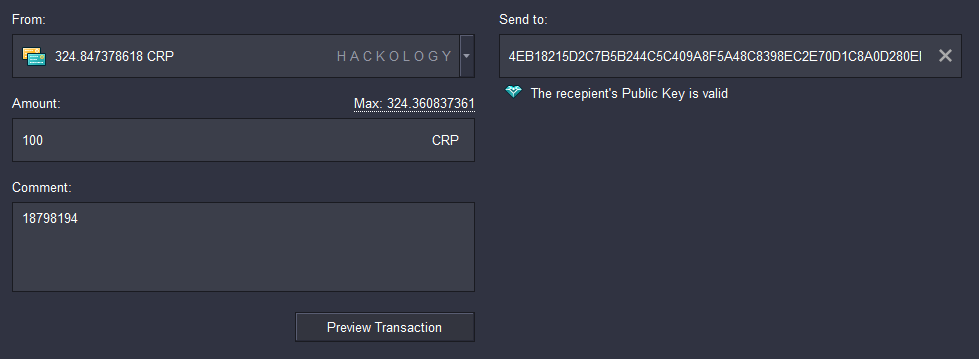 From:
324.847378618 CRP HACKOLOGY
Amount:
Max: 324.360837361
100 CRP
Comment:
18798194
Preview Transaction
Send to:
4EB18215D2C7B5B244C5C409A8F5A48C8398EC2E70D1C8A0D280EI
The recepient's Public Key is valid